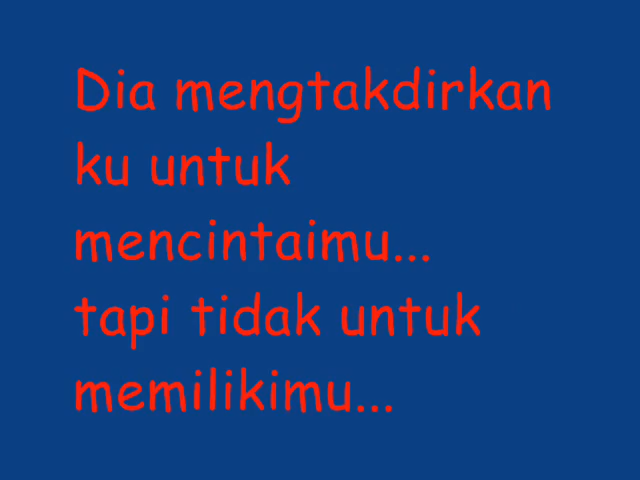 Dia mengtakdirkan
ku untuk
mencintaimu...
tapi tidak untuk
memilikimu...